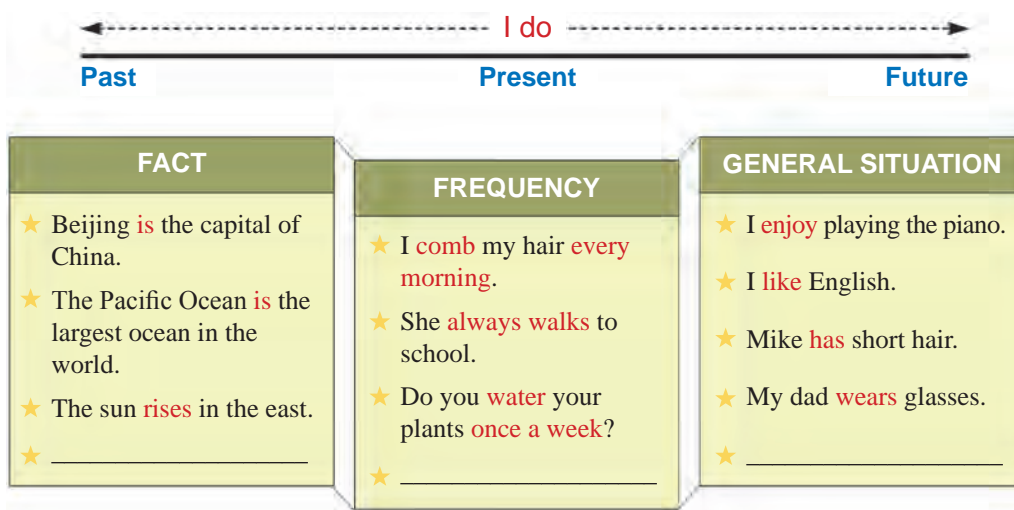 I do
Past Present Future
FACT
Beijing is the capital of
China.
The Pacific Ocean is the
largest ocean in the
world.
The sun rises in the east.
FREQUENCY
I comb my hair every
morning.
She always walks to
school.
Do you water your
plants once a week?
GENERAL SITUATION
I enjoy playing the piano.
I like English.
Mike has short hair.
My dad wears glasses.